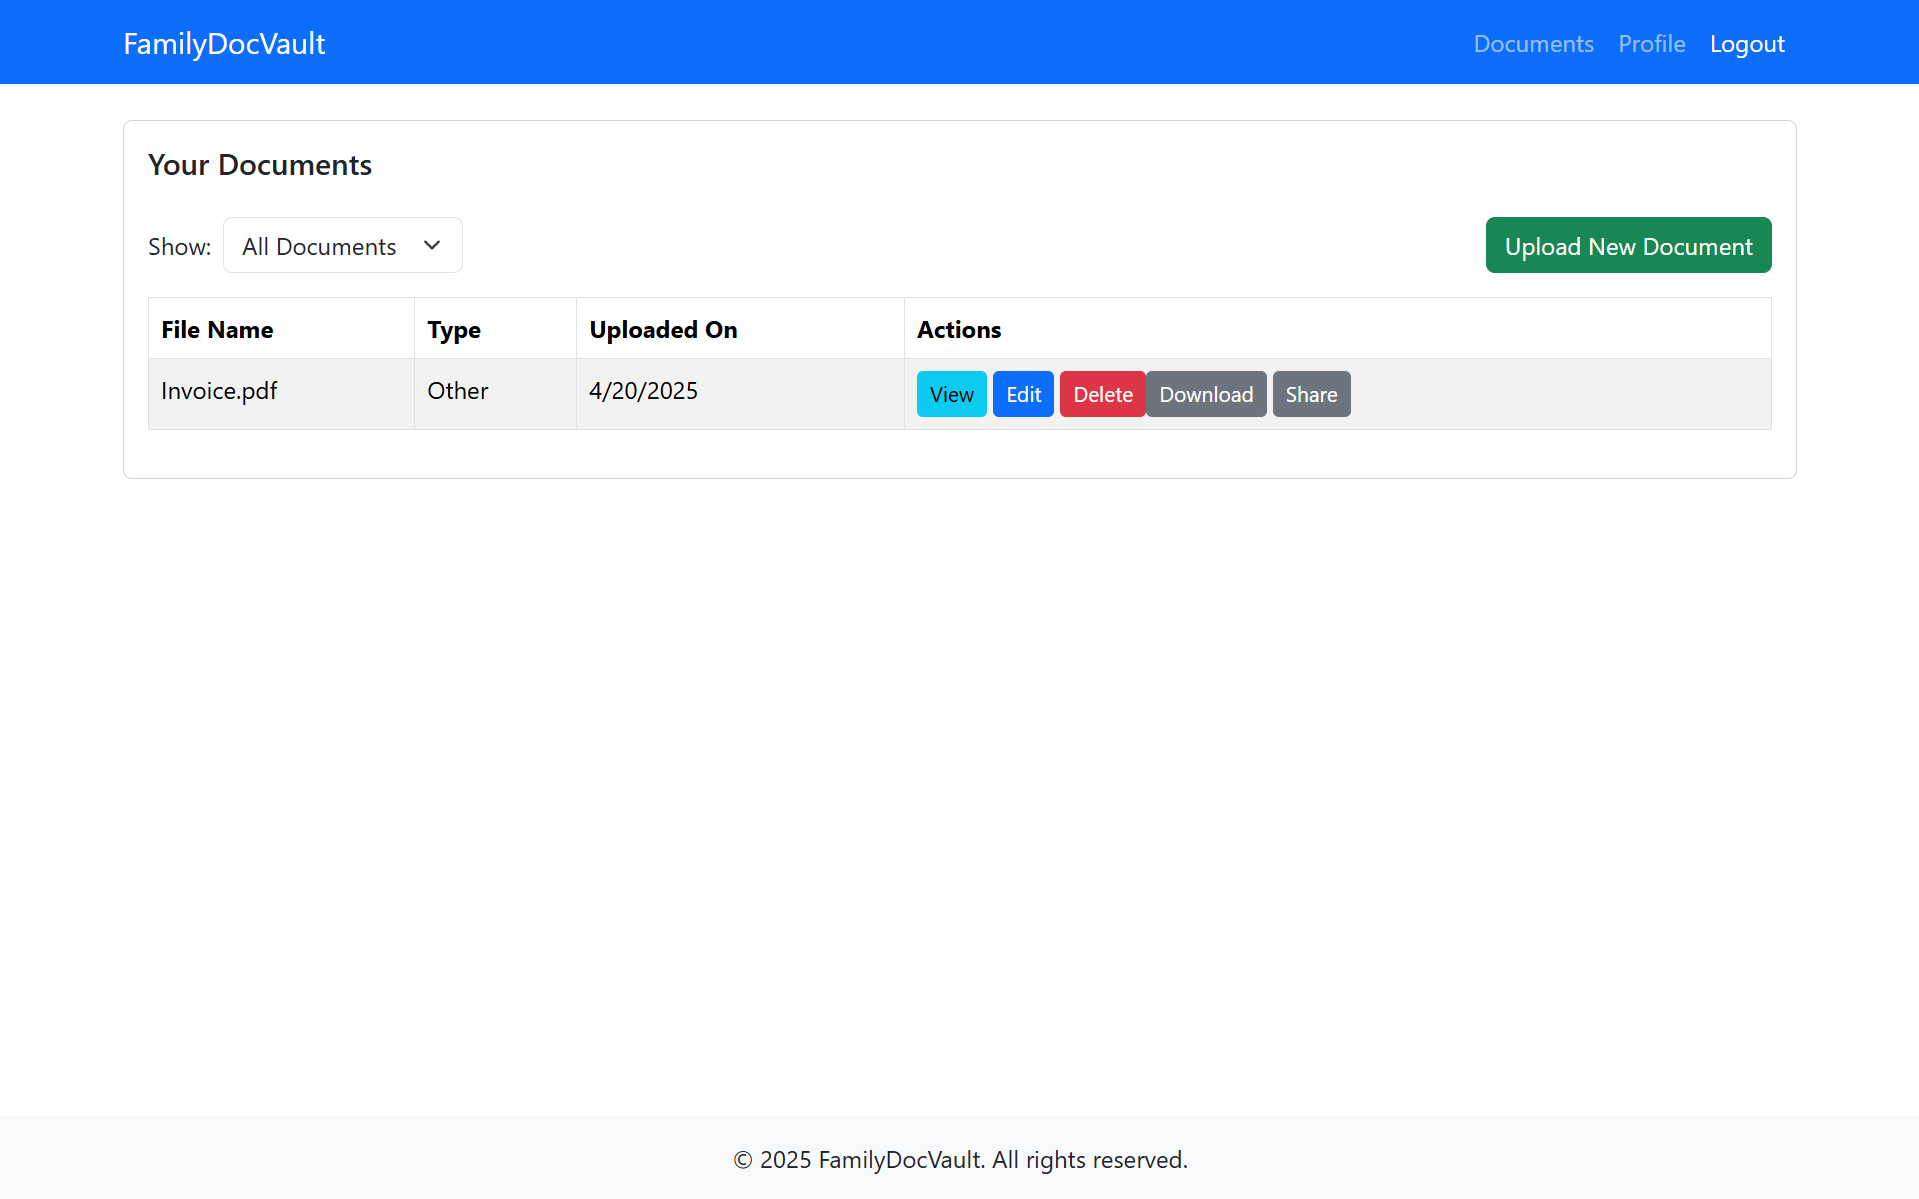 FamilyDocVault Documents Profile Logout
Your Documents
Show: All Documents Upload New Document
File Name Type Uploaded On Actions
Invoice.pdf Other 4/20/2025 View Edit Delete Download Share
© 2025 FamilyDocVault. All rights reserved.